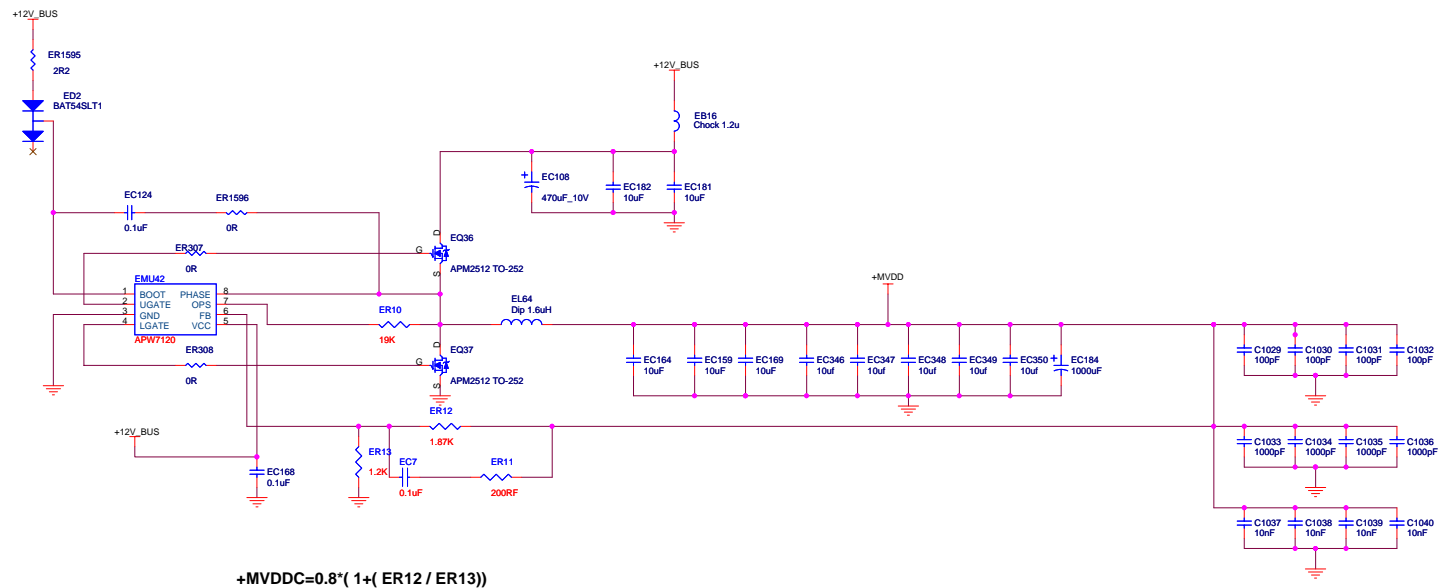 +12V_BUS
ER1595
2R2
ED2
BAT54SLT1
+12V_BUS
EB16
Chock 1.2u
EC108
470uF_10V
EC182
10uF
EC181
10uF
EC124
0.1uF
ER1596
0R
ER307
0R
D
G
S
EQ36
APM2512 TO-252
EMU42
1 BOOT PHASE 8
2 UGATE OPS 7
3 GND FB 6
4 LGATE VCC 5
APW7120
ER308
0R
ER10
19K
EL64
Dip 1.6uH
+MVDD
D
G
S
EQ37
APM2512 TO-252
EC164
10uF
EC159
10uF
EC169
10uF
EC346
10uf
EC347
10uf
EC348
10uf
EC349
10uf
EC350
10uf
EC184
1000uF
C1029
100pF
C1030
100pF
C1031
100pF
C1032
100pF
ER12
1.87K
+12V_BUS
EC168
0.1uF
ER13
1.2K
EC7
0.1uF
ER11
200RF
C1033
1000pF
C1034
1000pF
C1035
1000pF
C1036
1000pF
C1037
10nF
C1038
10nF
C1039
10nF
C1040
10nF
+MVDDC=0.8*( 1+( ER12 / ER13))